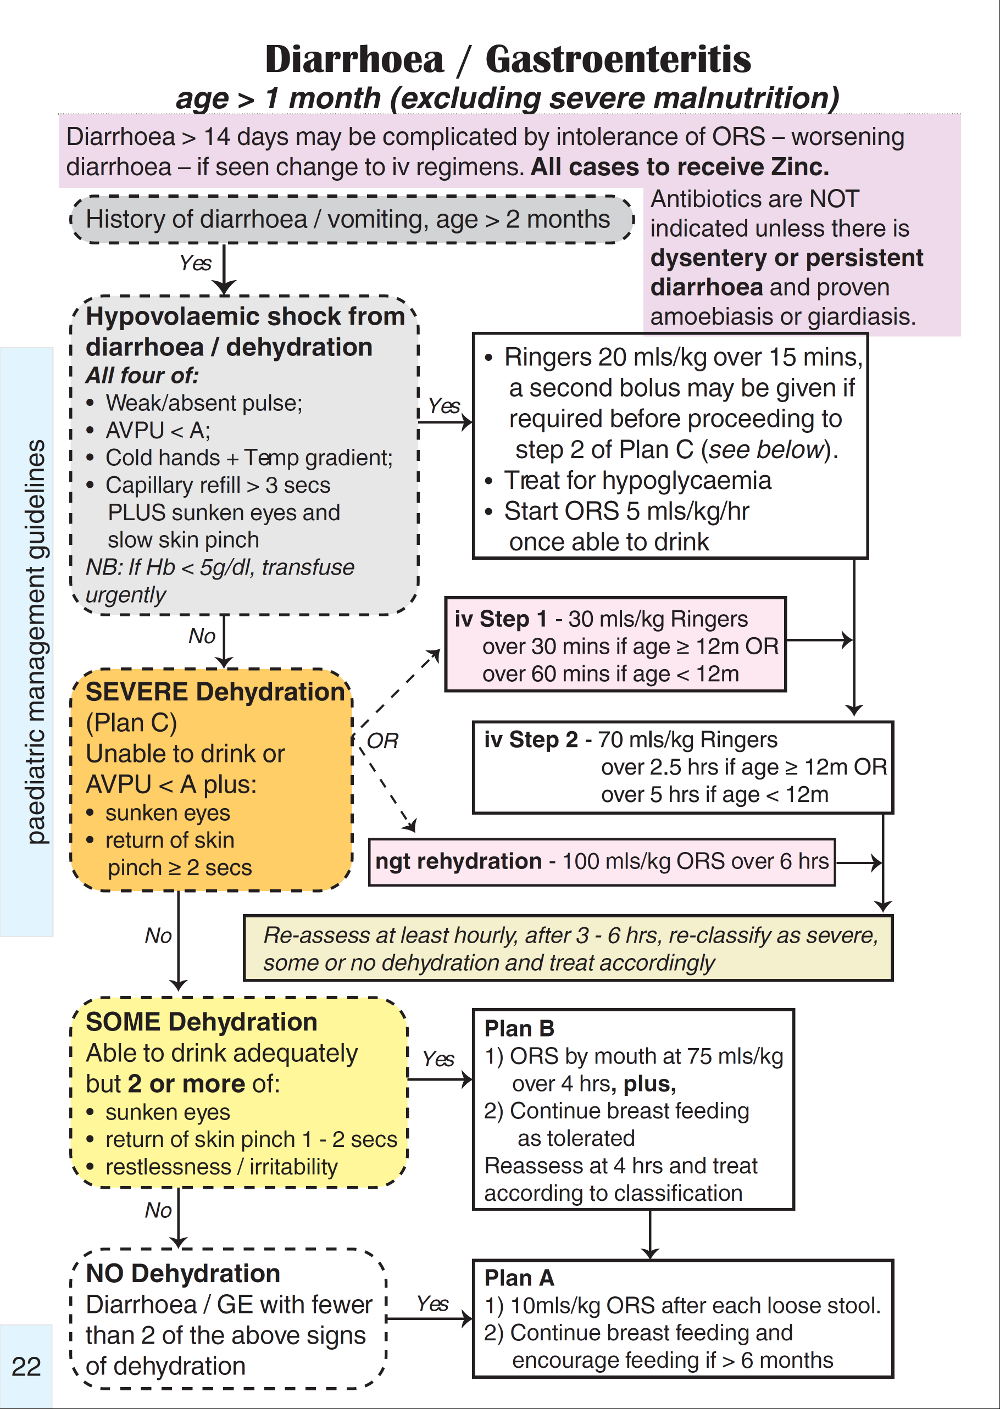 Diarrhoea / Gastroenteritis
age > 1 month (excluding severe malnutrition)
Diarrhoea > 14 days may be complicated by intolerance of ORS – worsening
diarrhoea – if seen change to iv regimens. All cases to receive Zinc.
Antibiotics are NOT
indicated unless there is
dysentery or persistent
diarrhoea and proven
amoebiasis or giardiasis.
History of diarrhoea / vomiting, age > 2 months
Yes
Hypovolaemic shock from
diarrhoea / dehydration
All four of:
• Weak/absent pulse;
• AVPU < A;
• Cold hands + Temp gradient;
• Capillary refill > 3 secs
PLUS sunken eyes and
slow skin pinch
NB: If Hb < 5g/dl, transfuse
urgently
Yes
• Ringers 20 mls/kg over 15 mins,
a second bolus may be given if
required before proceeding to
step 2 of Plan C (see below).
• Treat for hypoglycaemia
• Start ORS 5 mls/kg/hr
once able to drink
No
SEVERE Dehydration
(Plan C)
Unable to drink or
AVPU < A plus:
• sunken eyes
• return of skin
pinch ≥ 2 secs
OR
iv Step 1 - 30 mls/kg Ringers
over 30 mins if age ≥ 12m OR
over 60 mins if age < 12m
iv Step 2 - 70 mls/kg Ringers
over 2.5 hrs if age ≥ 12m OR
over 5 hrs if age < 12m
ngt rehydration - 100 mls/kg ORS over 6 hrs
No
Re-assess at least hourly, after 3 - 6 hrs, re-classify as severe,
some or no dehydration and treat accordingly
SOME Dehydration
Able to drink adequately
but 2 or more of:
• sunken eyes
• return of skin pinch 1 - 2 secs
• restlessness / irritability
Yes
Plan B
1) ORS by mouth at 75 mls/kg
over 4 hrs, plus,
2) Continue breast feeding
as tolerated
Reassess at 4 hrs and treat
according to classification
No
NO Dehydration
Diarrhoea / GE with fewer
than 2 of the above signs
of dehydration
Yes
Plan A
1) 10mls/kg ORS after each loose stool.
2) Continue breast feeding and
encourage feeding if > 6 months
paediatric management guidelines
22